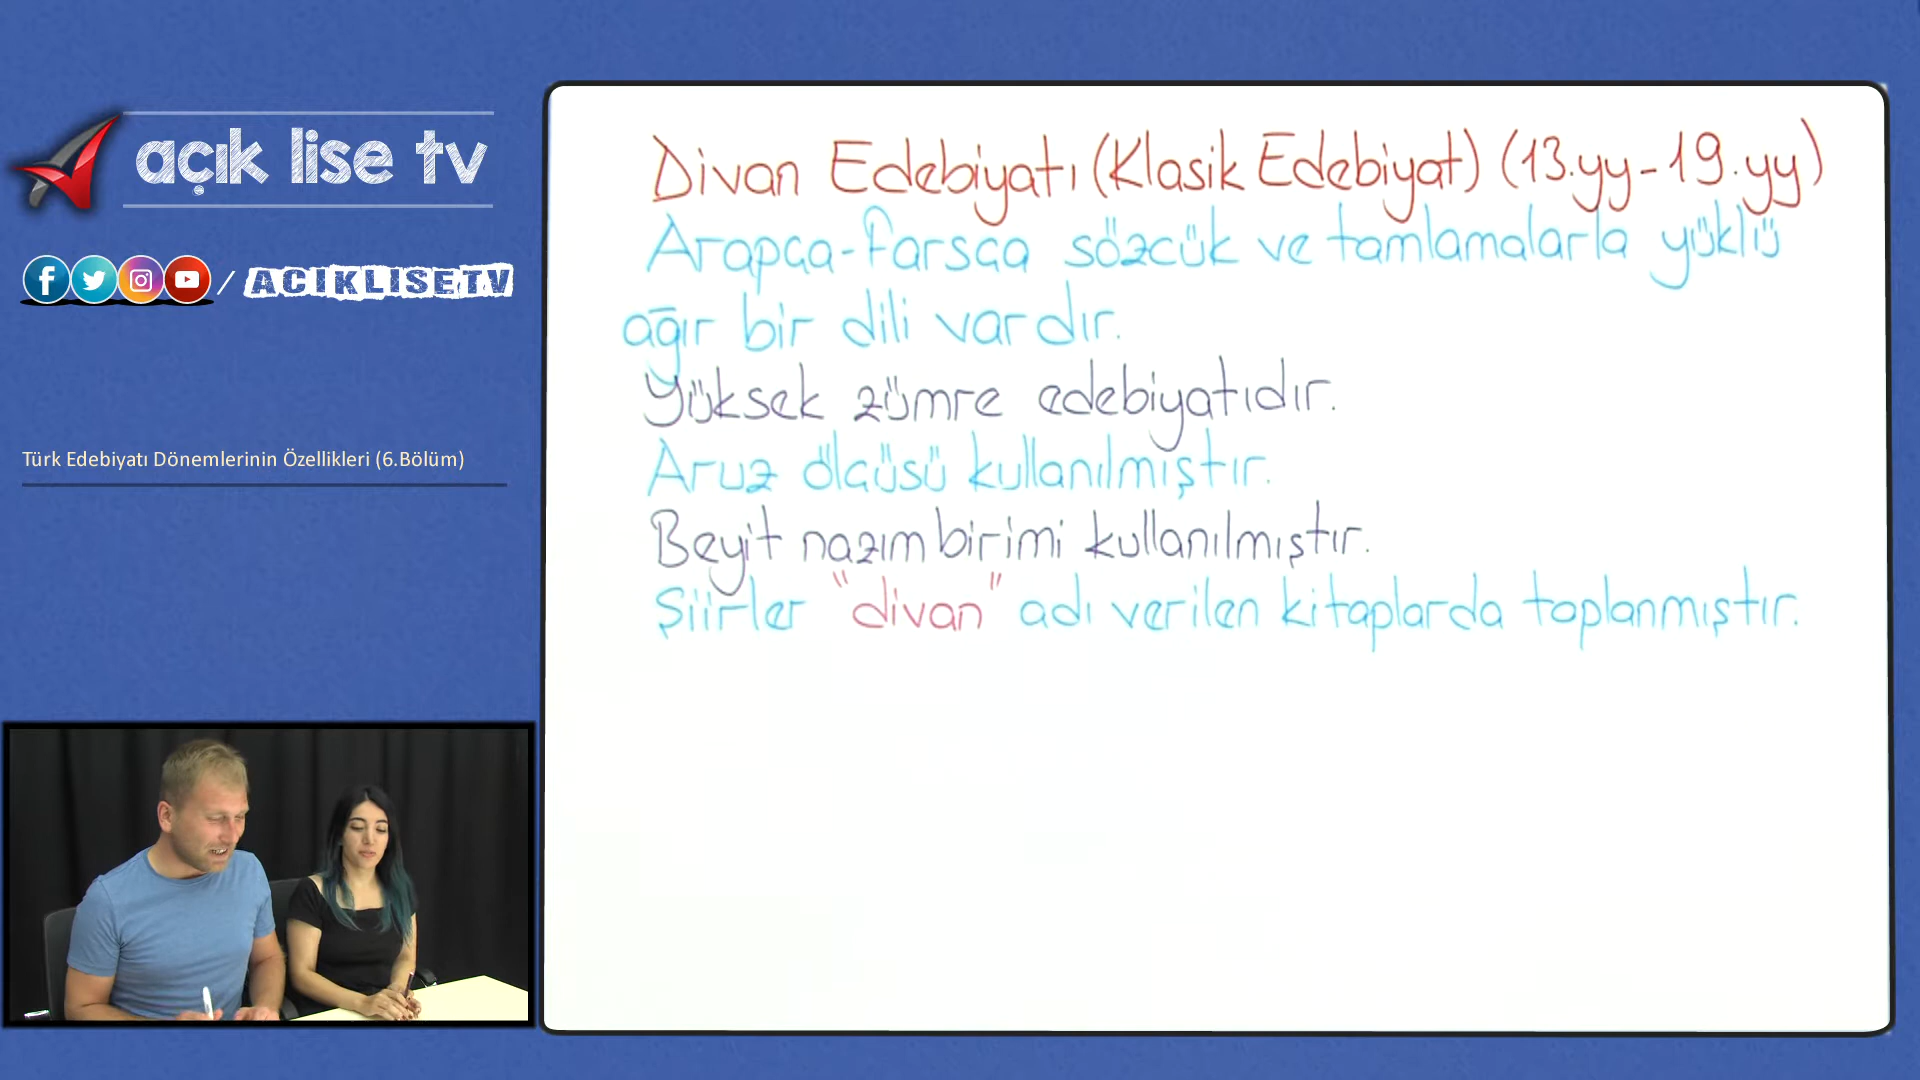 açık lise tv
/ ACIKLISETV
Türk Edebiyatı Dönemlerinin Özellikleri (6.Bölüm)
Divan Edebiyatı (Klasik Edebiyat) (13.yy-19.yy)
Arapça-Farsça sözcük ve tamlamalarla yüklü
ağır bir dili vardır.
Yüksek zümre edebiyatıdır.
Aruz ölçüsü kullanılmıştır.
Beyit nazım birimi kullanılmıştır.
Şiirler "divan" adı verilen kitaplarda toplanmıştır.